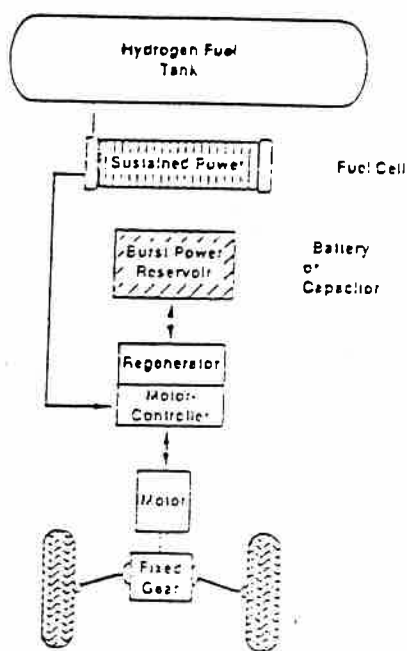 Hydrogen Fuel
Tank
Sustained Power
Fuel Cell
Burst Power
Reservoir
Battery
or
Capacitor
Regenerator
Motor-
Controller
Motor
Fixed
Gear